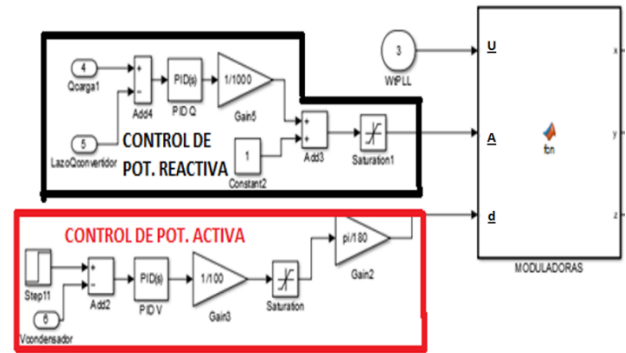 4
Qcarga1
Add4
PID(s)
PID Q
1/1000
Gain5
5
LazoQconvertidor
CONTROL DE
POT. REACTIVA
1
Constant2
Add3
Saturation1
3
WtPLL
U
A
d
x
y
z
fcn
MODULADORAS
CONTROL DE POT. ACTIVA
Step11
6
Vcondensador
Add2
PID(s)
PID V
1/100
Gain3
Saturation
pi/180
Gain2